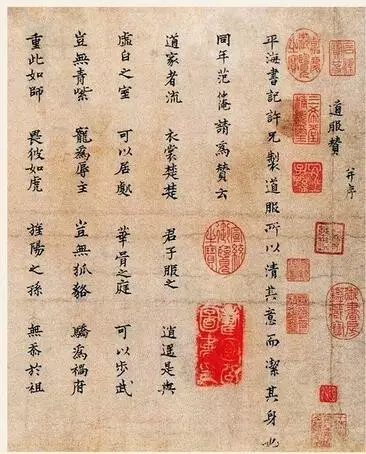 道服贊 并序
平海書記許兄製道服所以清其意而潔其身也
同年范仲淹請爲贊云
道家者流 衣裳楚楚 君子服之 逍遙是與
虛白之室 可以居處 華胥之庭 可以步武
豈無青紫 寵爲辱主 豈無狐貉 驕爲禍府
重此如師 畏彼如虎 旌陽之孫 無忝於祖